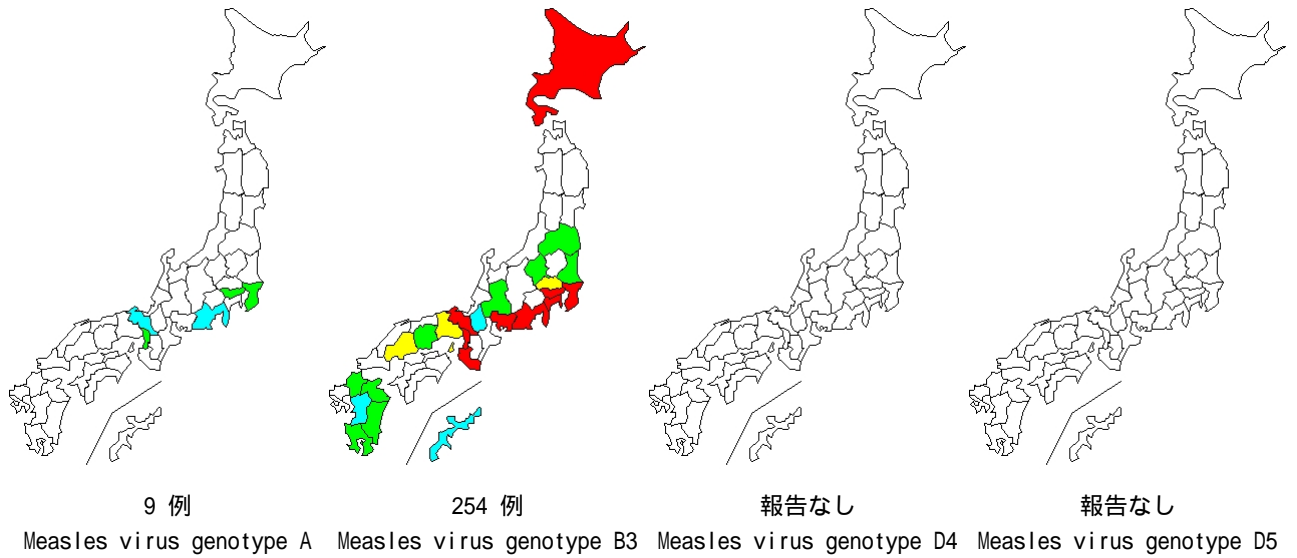 9 例 254 例 報告なし 報告なし
Measles virus genotype A Measles virus genotype B3 Measles virus genotype D4 Measles virus genotype D5